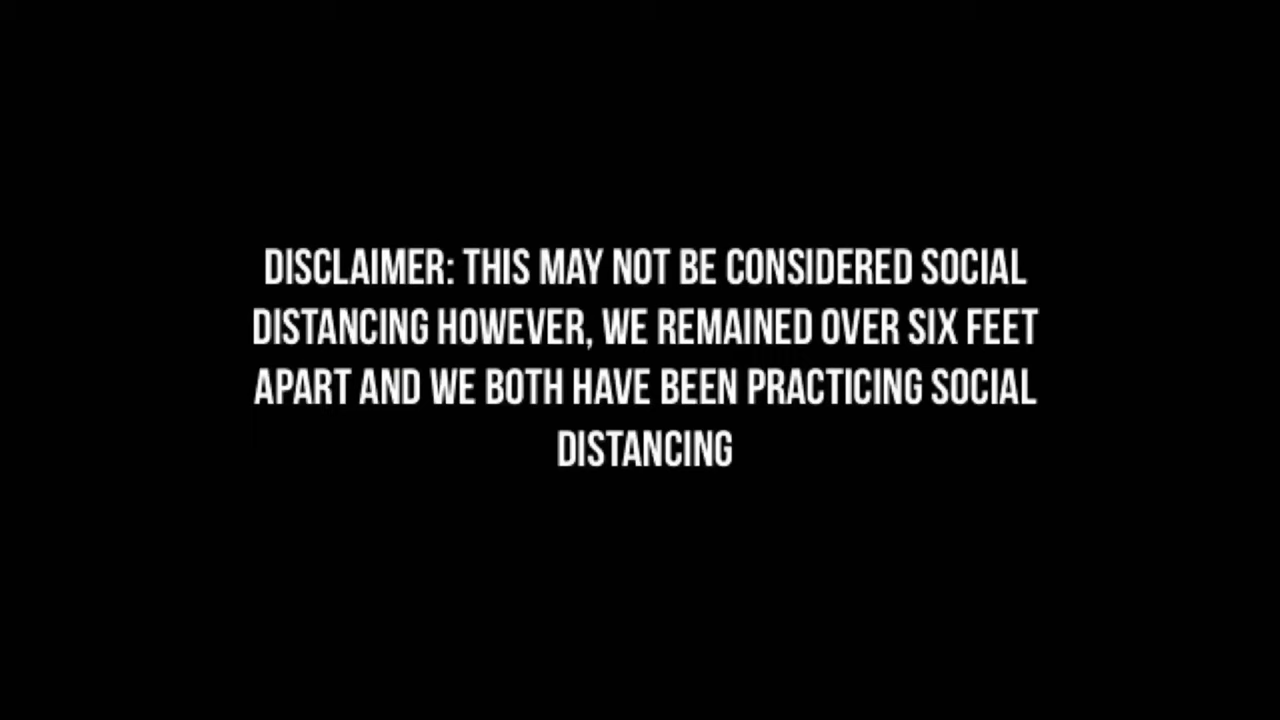 DISCLAIMER: THIS MAY NOT BE CONSIDERED SOCIAL
DISTANCING HOWEVER, WE REMAINED OVER SIX FEET
APART AND WE BOTH HAVE BEEN PRACTICING SOCIAL
DISTANCING